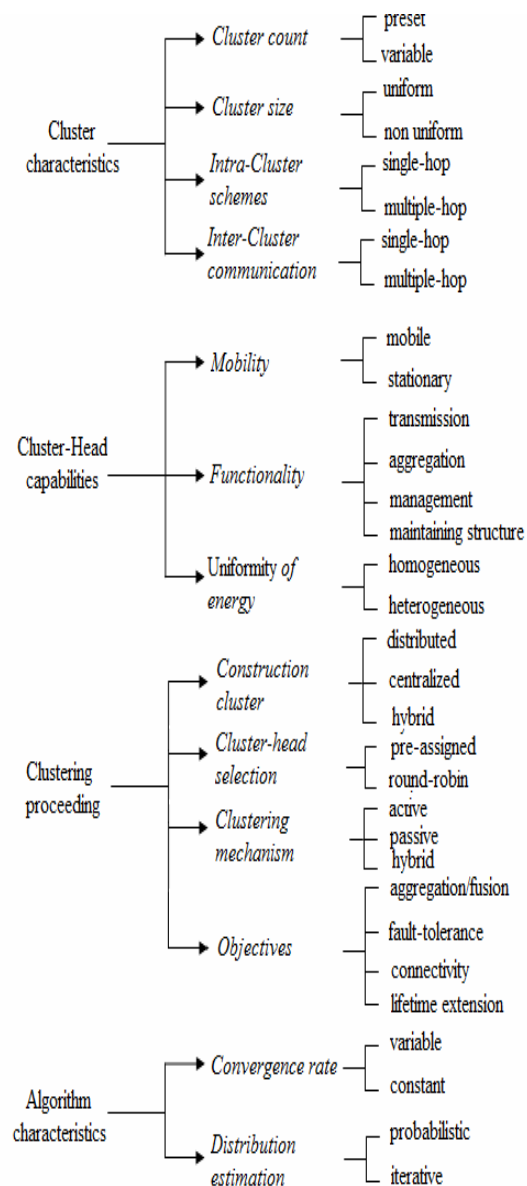 preset
Cluster count
variable
uniform
Cluster size
non uniform
Cluster
characteristics
Intra-Cluster
schemes
single-hop
multiple-hop
Inter-Cluster
communication
single-hop
multiple-hop
mobile
Mobility
stationary
transmission
Cluster-Head
capabilities
aggregation
Functionality
management
maintaining structure
Uniformity of
energy
homogeneous
heterogeneous
distributed
Construction
cluster
centralized
hybrid
Cluster-head
selection
pre-assigned
round-robin
Clustering
proceeding
active
Clustering
mechanism
passive
hybrid
aggregation/fusion
fault-tolerance
Objectives
connectivity
lifetime extension
variable
Convergence rate
constant
Algorithm
characteristics
probabilistic
Distribution
estimation
iterative